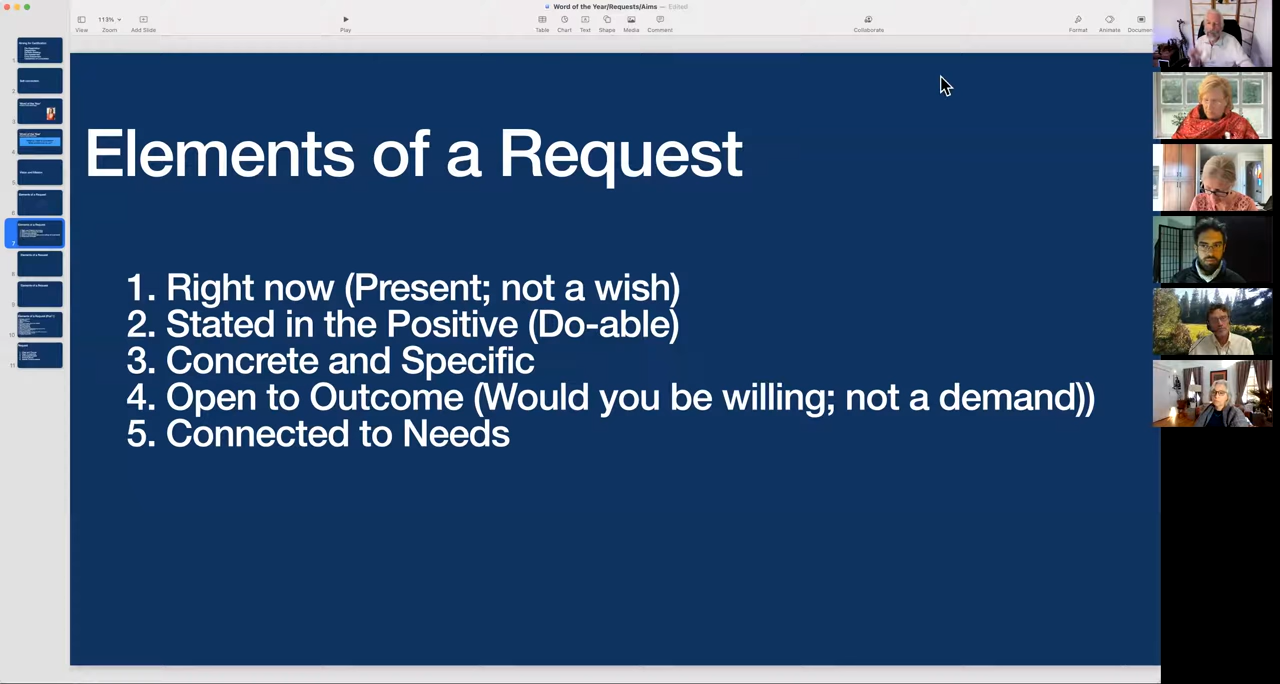 Word of the Year/Requests/Aims — Edited
113%
View
Zoom
Add Slide
Play
Table
Chart
Text
Shape
Media
Comment
Collaborate
Format
Animate
Documen
Elements of a Request
1. Right now (Present; not a wish)
2. Stated in the Positive (Do-able)
3. Concrete and Specific
4. Open to Outcome (Would you be willing; not a demand))
5. Connected to Needs